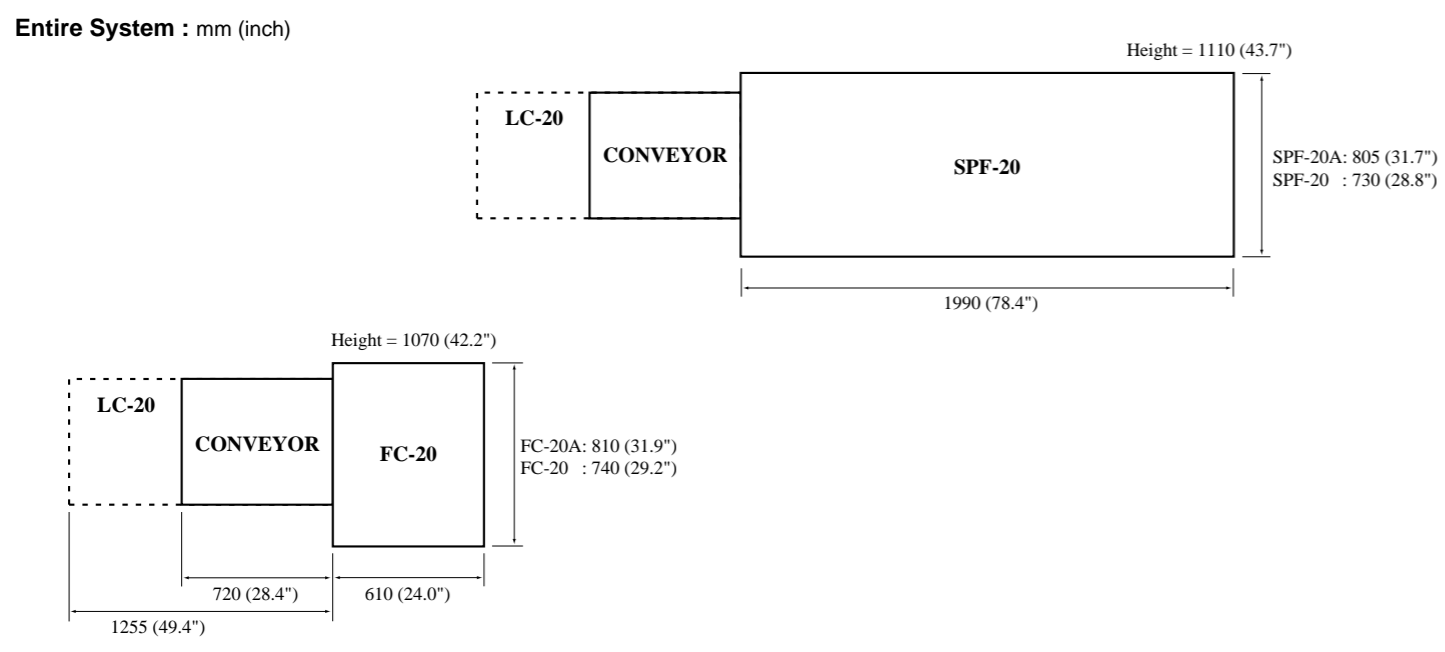 Entire System : mm (inch)
Height = 1110 (43.7")
LC-20
CONVEYOR
SPF-20
SPF-20A: 805 (31.7")
SPF-20 : 730 (28.8")
1990 (78.4")
Height = 1070 (42.2")
LC-20
CONVEYOR
FC-20
FC-20A: 810 (31.9")
FC-20 : 740 (29.2")
720 (28.4")
610 (24.0")
1255 (49.4")